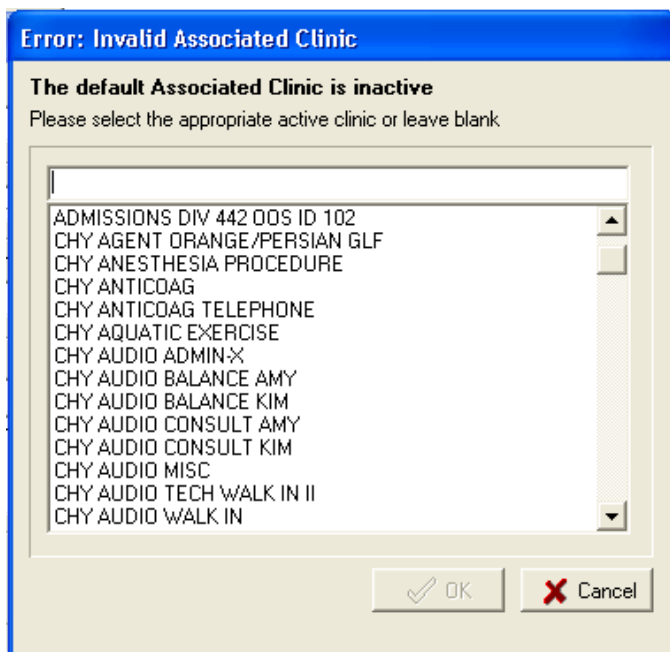 Error: Invalid Associated Clinic
The default Associated Clinic is inactive
Please select the appropriate active clinic or leave blank
ADMISSIONS DIV 442 OOS ID 102
CHY AGENT ORANGE/PERSIAN GLF
CHY ANESTHESIA PROCEDURE
CHY ANTICOAG
CHY ANTICOAG TELEPHONE
CHY AQUATIC EXERCISE
CHY AUDIO ADMIN-X
CHY AUDIO BALANCE AMY
CHY AUDIO BALANCE KIM
CHY AUDIO CONSULT AMY
CHY AUDIO CONSULT KIM
CHY AUDIO MISC
CHY AUDIO TECH WALK IN II
CHY AUDIO WALK IN
OK Cancel